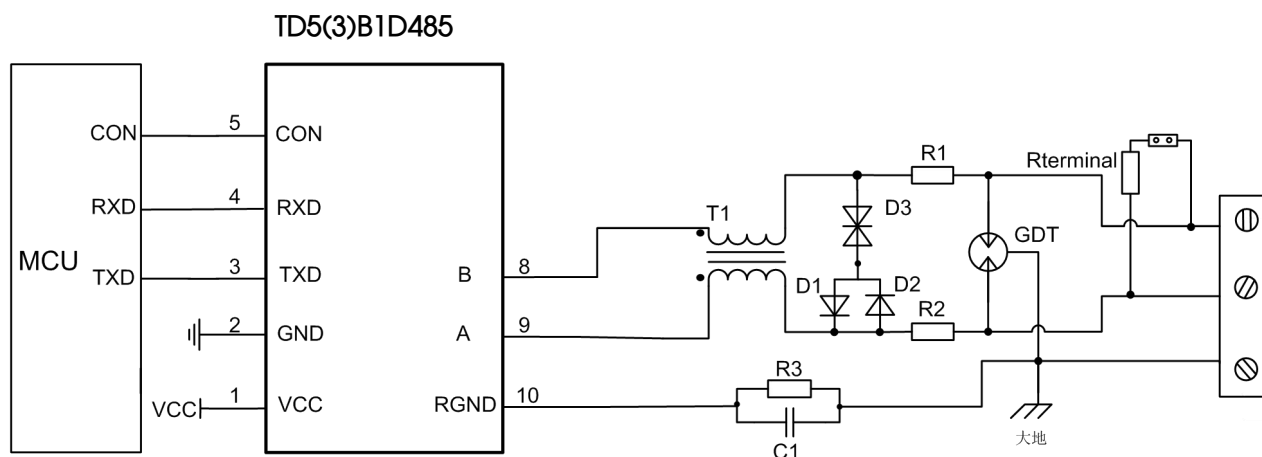 TD5(3)B1D485
MCU
CON
5
CON
RXD
4
RXD
TXD
3
TXD
2
GND
VCC
1
VCC
B
8
A
9
RGND
10
T1
D3
D1
D2
R1
R2
GDT
Rterminal
R3
C1
大地